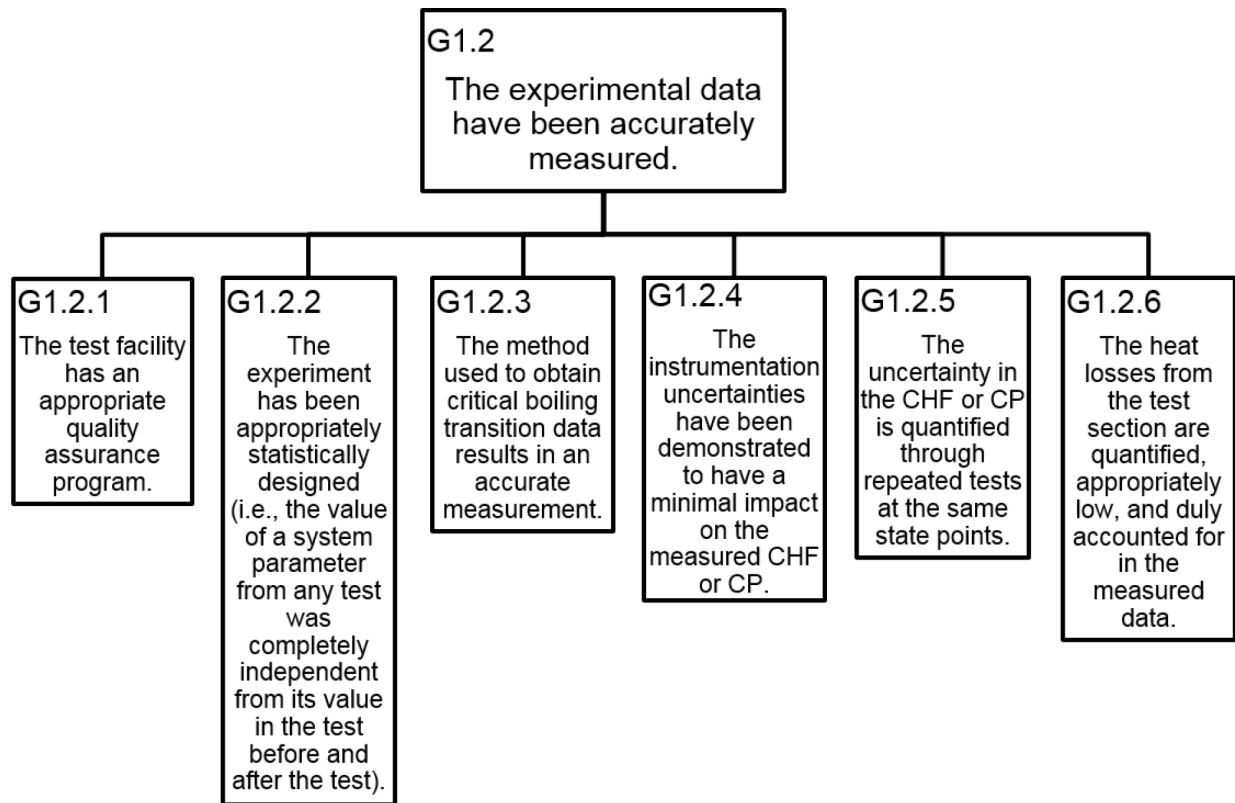 G1.2
The experimental data
have been accurately
measured.
G1.2.1
The test facility
has an
appropriate
quality
assurance
program.
G1.2.2
The
experiment
has been
appropriately
statistically
designed
(i.e., the value
of a system
parameter
from any test
was
completely
independent
from its value
in the test
before and
after the test).
G1.2.3
The method
used to obtain
critical boiling
transition data
results in an
accurate
measurement.
G1.2.4
The
instrumentation
uncertainties
have been
demonstrated
to have a
minimal impact
on the
measured CHF
or CP.
G1.2.5
The
uncertainty in
the CHF or CP
is quantified
through
repeated tests
at the same
state points.
G1.2.6
The heat
losses from
the test
section are
quantified,
appropriately
low, and duly
accounted for
in the
measured
data.